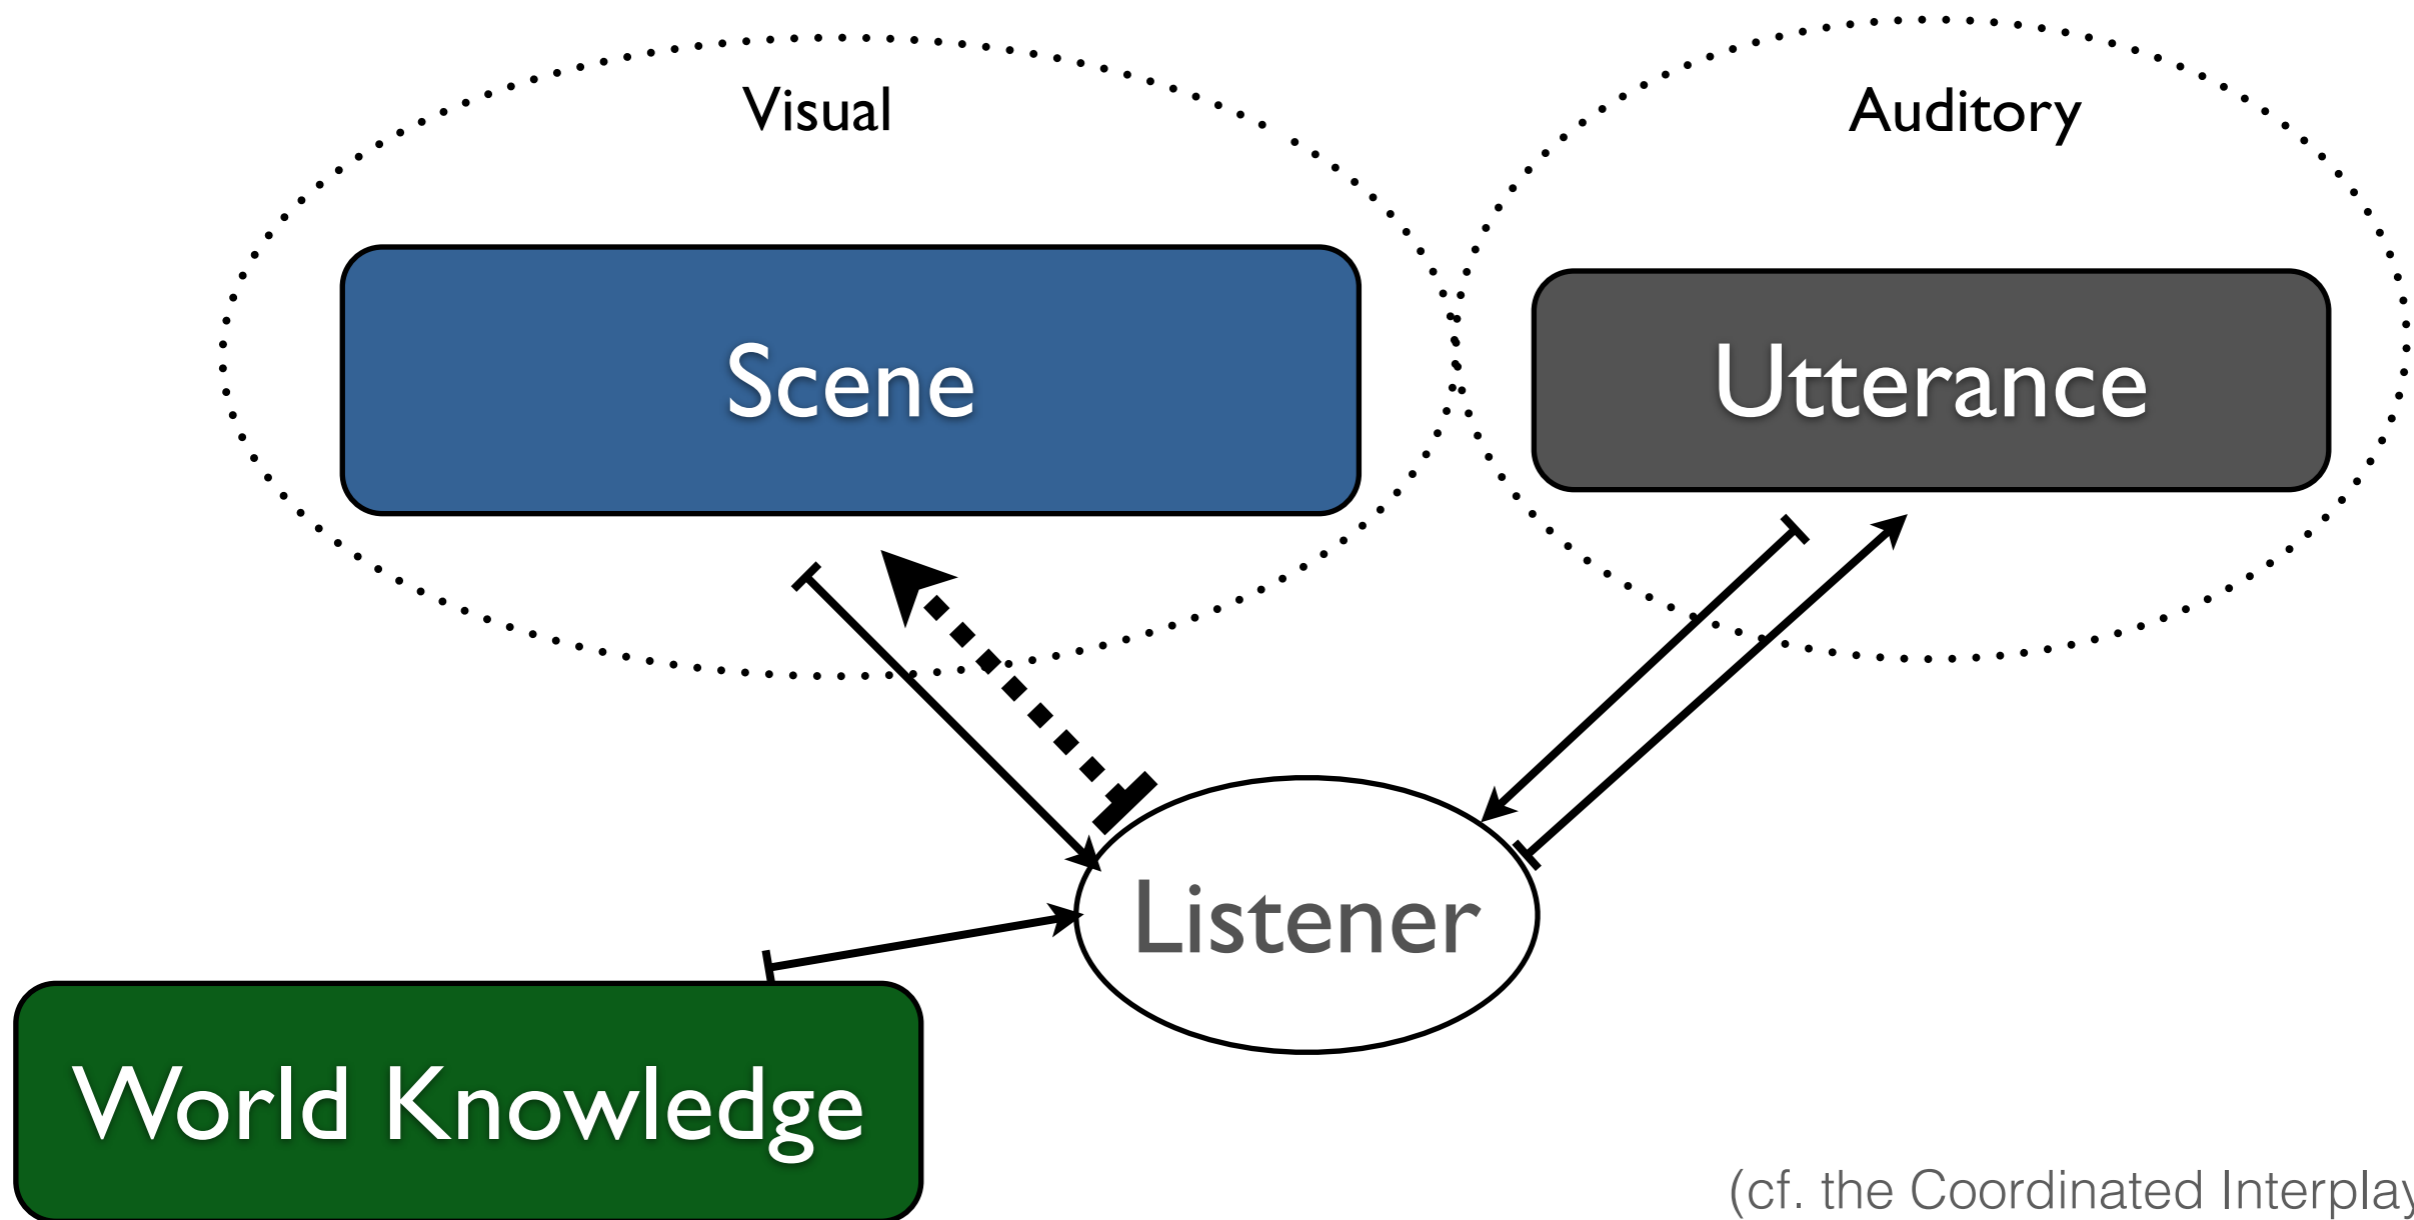 Visual
Auditory
Scene
Utterance
Listener
World Knowledge
(cf. the Coordinated Interplay